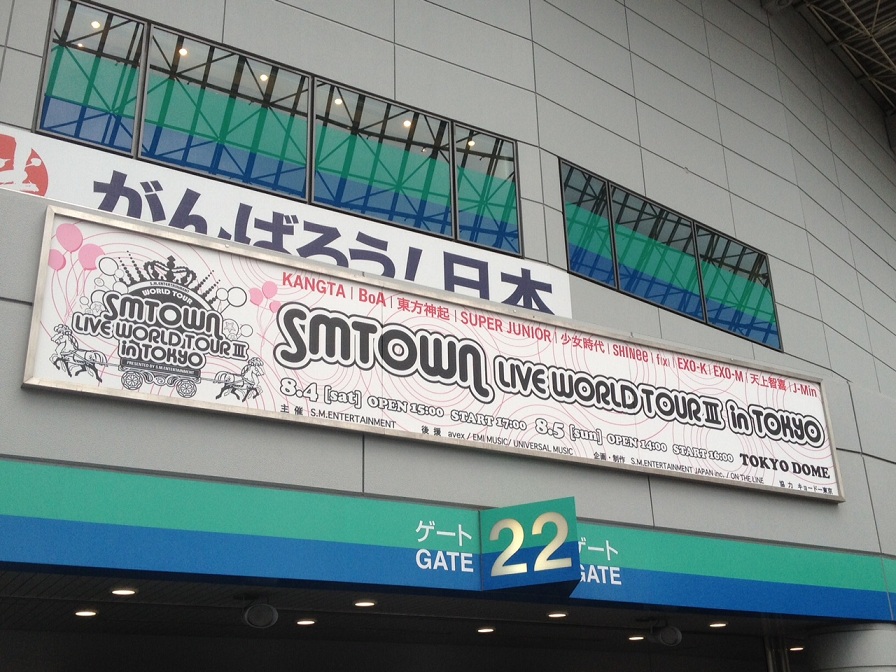 がんばろう!日本
KANGTA | BoA | 東方神起 | SUPER JUNIOR | 少女時代 | SHINee | f(x) | EXO-K | EXO-M | 天上智喜 | J-Min
S.M.ENTERTAINMENT
WORLD TOUR
SMTOWN
LIVE WORLD TOUR III
in TOKYO
PRESENTED BY S.M.ENTERTAINMENT
SMTOWN LIVE WORLD TOUR III in TOKYO
8.4 [sat] OPEN 15:00 START 17:00 8.5 [sun] OPEN 14:00 START 16:00 TOKYO DOME
主催 S.M.ENTERTAINMENT 後援 avex / EMI MUSIC / UNIVERSAL MUSIC 企画・制作 S.M.ENTERTAINMENT JAPAN inc. / ON THE LINE 協力 キョードー東京
ゲート
GATE
22
ゲート
GATE